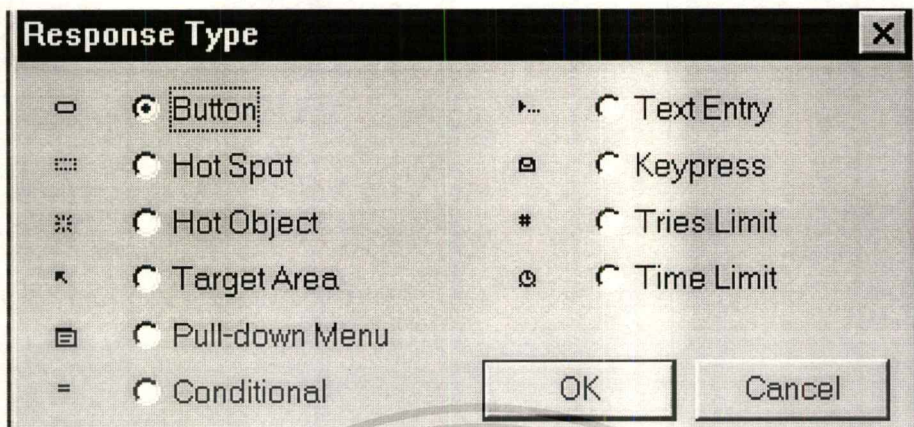 Response Type
Button
Hot Spot
Hot Object
Target Area
Pull-down Menu
Conditional
Text Entry
Keypress
Tries Limit
Time Limit
OK
Cancel